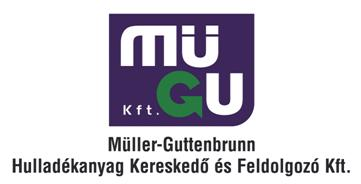 MÜ
Kft. GU
Müller-Guttenbrunn
Hulladékanyag Kereskedő és Feldolgozó Kft.